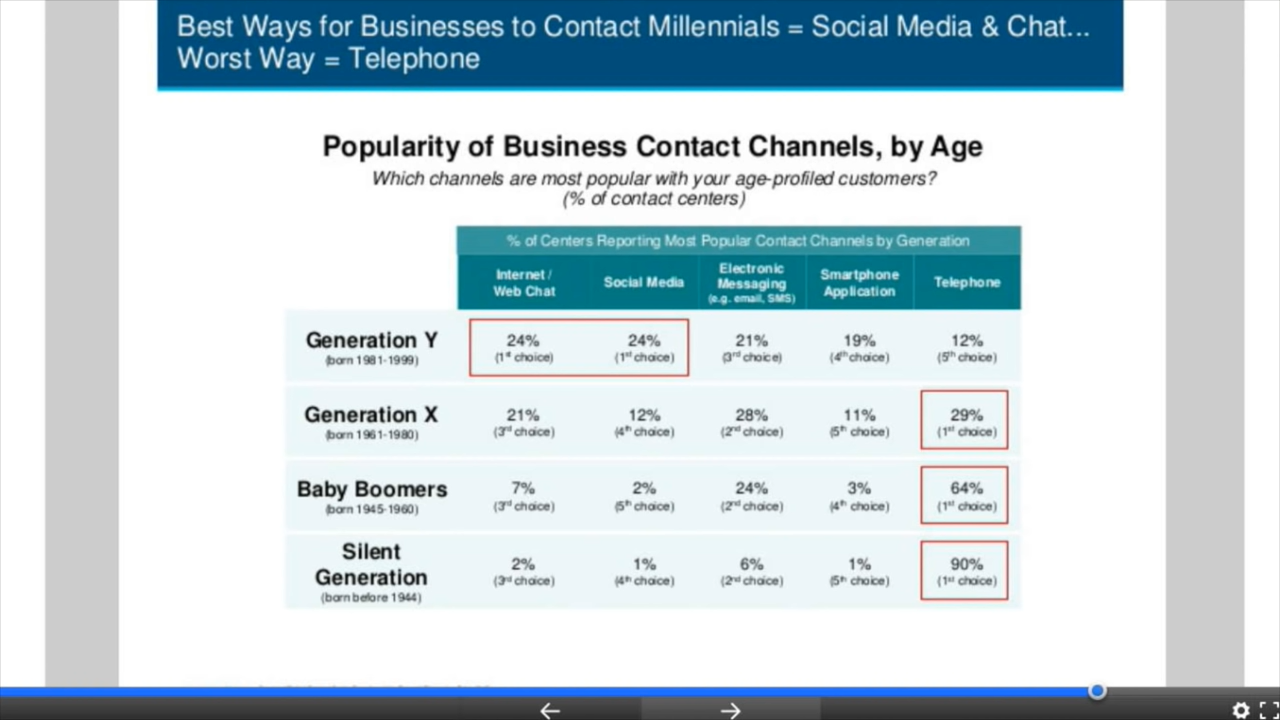 Best Ways for Businesses to Contact Millennials = Social Media & Chat...
Worst Way = Telephone
Popularity of Business Contact Channels, by Age
Which channels are most popular with your age-profiled customers?
(% of contact centers)
% of Centers Reporting Most Popular Contact Channels by Generation
Internet /
Web Chat
Social Media
Electronic
Messaging
(e.g. email, SMS)
Smartphone
Application
Telephone
Generation Y
(born 1981-1999)
24% 24% 21% 19% 12%
(1st choice) (1st choice) (3rd choice) (4th choice) (5th choice)
Generation X
(born 1961-1980)
21% 12% 28% 11% 29%
(3rd choice) (4th choice) (2nd choice) (5th choice) (1st choice)
Baby Boomers
(born 1945-1960)
7% 2% 24% 3% 64%
(3rd choice) (5th choice) (2nd choice) (4th choice) (1st choice)
Silent
Generation
(born before 1944)
2% 1% 6% 1% 90%
(3rd choice) (4th choice) (2nd choice) (5th choice) (1st choice)